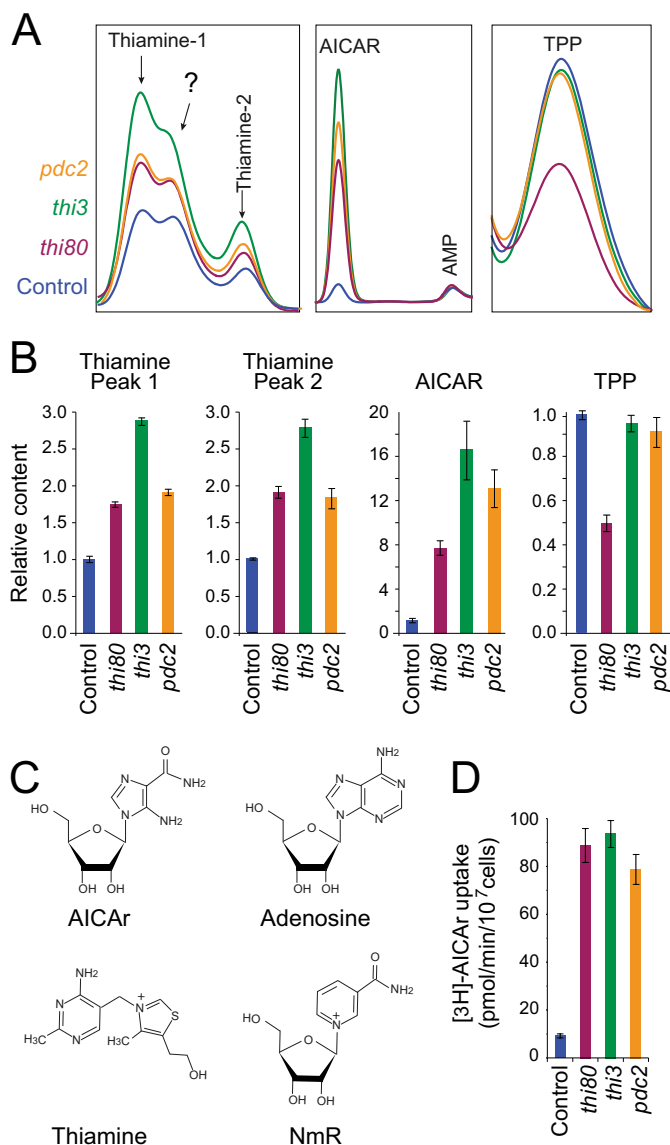 A
Thiamine-1
?
Thiamine-2
pdc2
thi3
thi80
Control
AICAR
AMP
TPP
B
Thiamine
Peak 1
Thiamine
Peak 2
AICAR
TPP
Relative content
3.0
2.5
2.0
1.5
1.0
0.5
0.0
Control
thi80
thi3
pdc2
3.0
2.5
2.0
1.5
1.0
0.5
0.0
Control
thi80
thi3
pdc2
20
16
12
8
4
0
Control
thi80
thi3
pdc2
1.0
0.8
0.6
0.4
0.2
0.0
Control
thi80
thi3
pdc2
C
O
N
NH2
N
NH2
HO
O
OH OH
AICAr
NH2
N
N
N
N
HO
O
OH OH
Adenosine
NH2
N
N
H3C
+
N
S
H3C
OH
Thiamine
O
NH2
+
N
HO
O
OH OH
NmR
D
[3H]-AICAr uptake
(pmol/min/10⁷cells)
100
80
60
40
20
10
0
Control
thi80
thi3
pdc2